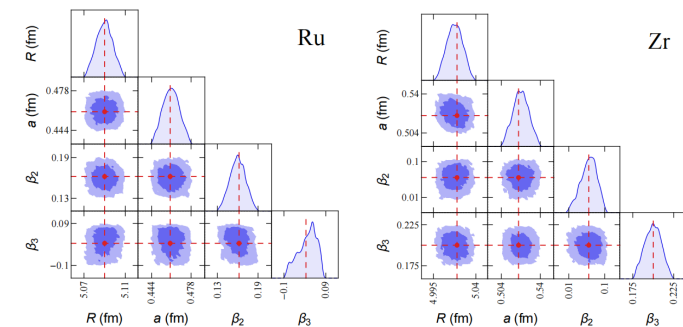 Ru
R (fm)
0.478
a (fm)
0.444
0.19
β₂
0.13
0.09
β₃
-0.1
5.07 5.11 0.444 0.478 0.13 0.19 -0.1 0.09
R (fm) a (fm) β₂ β₃
Zr
R (fm)
0.54
a (fm)
0.504
0.1
β₂
0.01
0.225
β₃
0.175
4.995 5.04 0.504 0.54 0.01 0.1 0.175 0.225
R (fm) a (fm) β₂ β₃